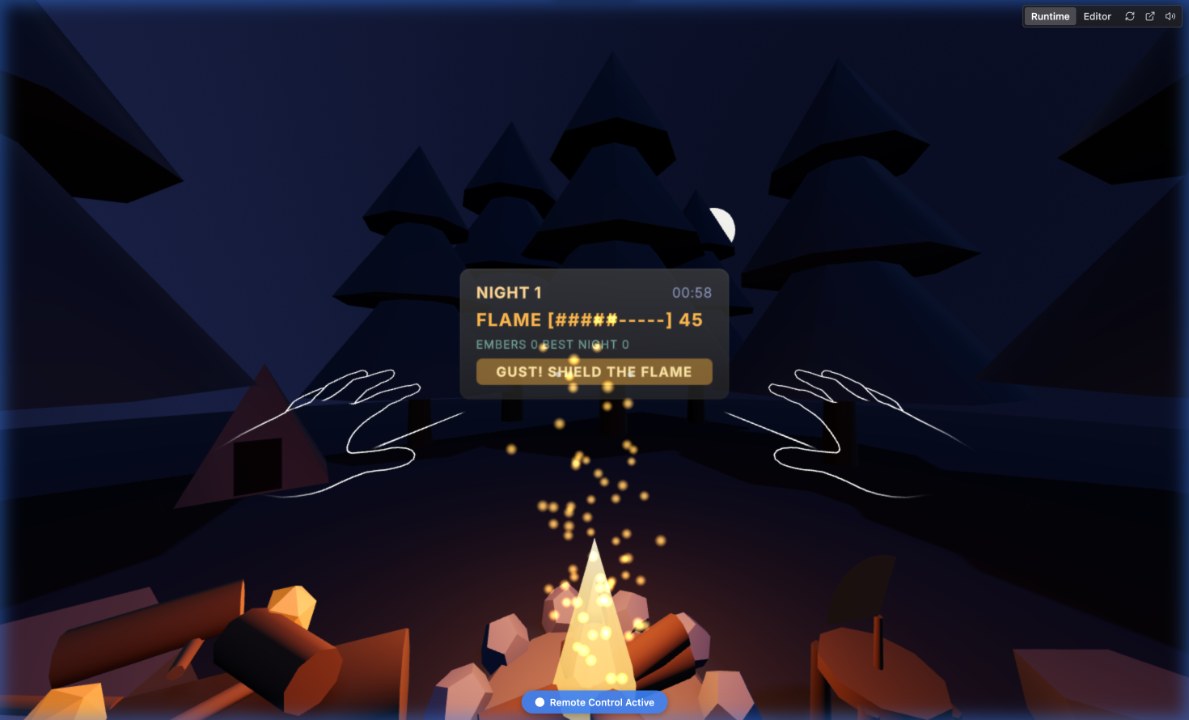 Runtime Editor
NIGHT 1 00:58
FLAME [#####-----] 45
EMBERS 0 BEST NIGHT 0
GUST! SHIELD THE FLAME
Remote Control Active